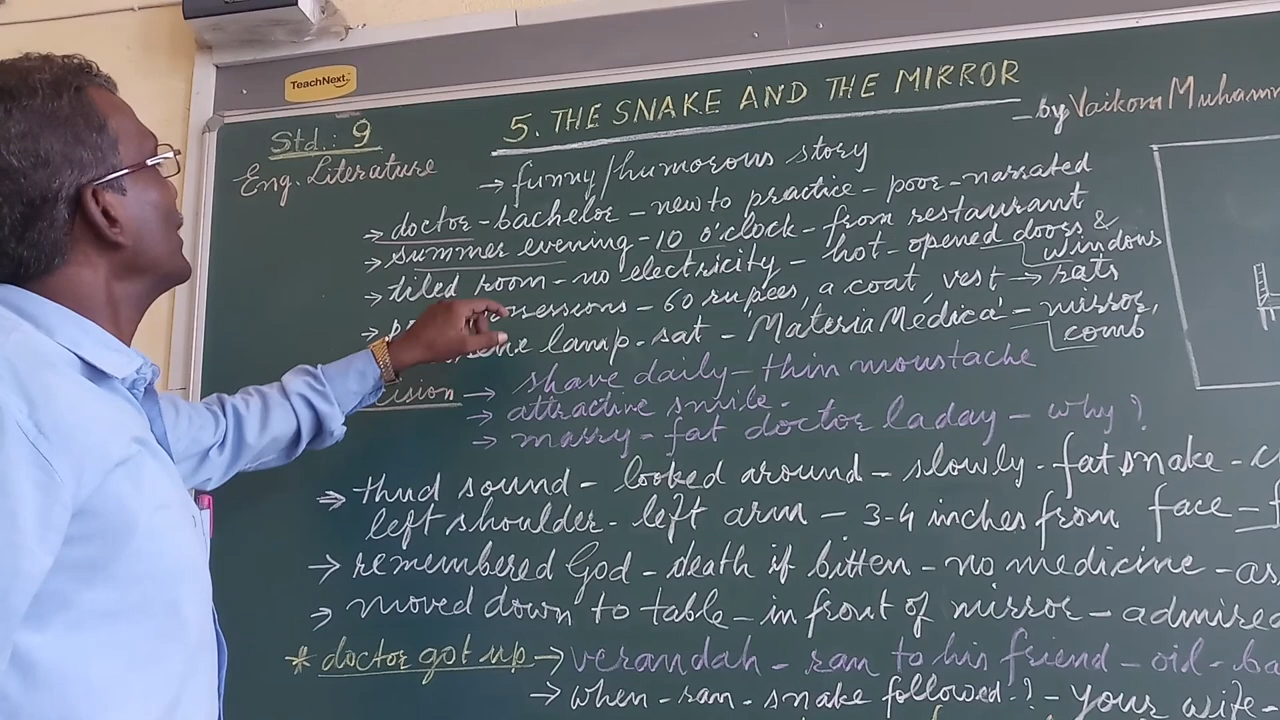 TeachNext
5. THE SNAKE AND THE MIRROR
Std.: 9
- by Vaikom Muhamm
Eng. Literature
→ funny/humorous story
→ doctor - bachelor - new to practice - poor - narrated
→ summer evening - 10 o'clock - from restaurant
→ tiled room - no electricity - hot - opened doors &
windows
→ 60 rupees, a coat, vest → rats
lamp - sat - 'Materia Medica' - mirror,
comb
→ shave daily - thin moustache
→ attractive smile -
→ marry - fat doctor laday - why?
⇒ thud sound - looked around - slowly - fat snake - c
left shoulder - left arm - 3-4 inches from face - f
→ remembered God - death if bitten - no medicine - as
→ moved down to table - in front of mirror - admired
* doctor got up → verandah - ran to his friend - oil - ba
→ when - ran - snake followed? - your wife -